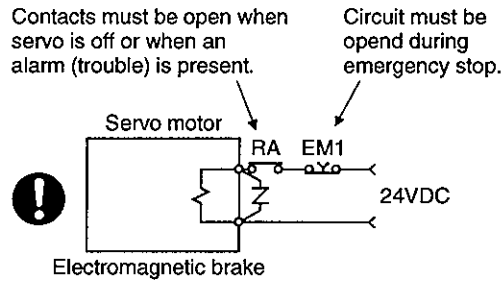 Contacts must be open when
servo is off or when an
alarm (trouble) is present.
Circuit must be
opend during
emergency stop.
Servo motor
RA
EM1
24VDC
Electromagnetic brake